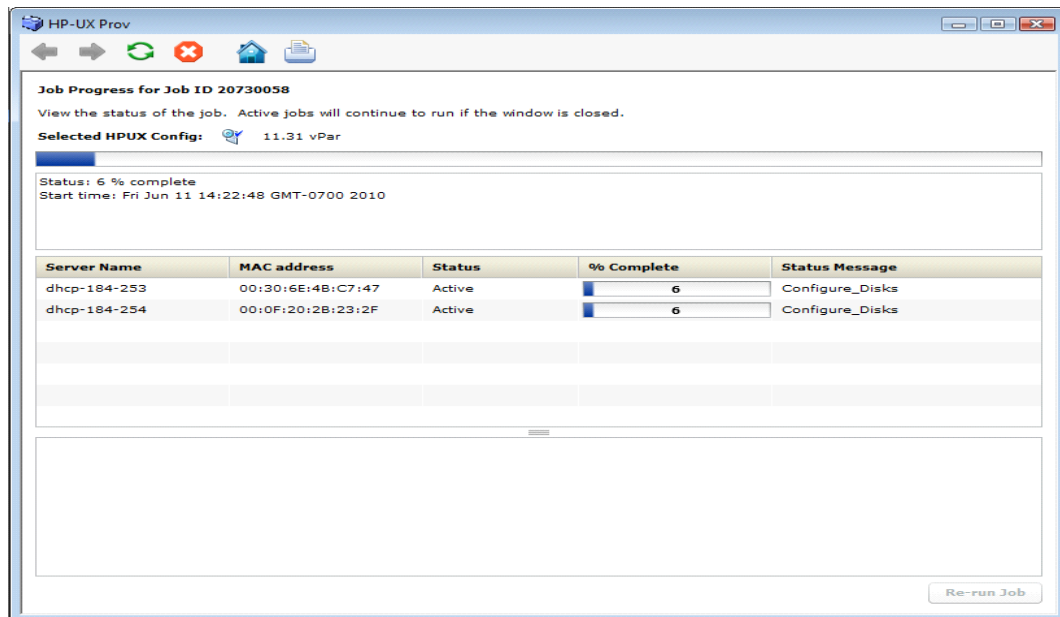 HP-UX Prov
Job Progress for Job ID 20730058
View the status of the job. Active jobs will continue to run if the window is closed.
Selected HPUX Config: 11.31 vPar
Status: 6 % complete
Start time: Fri Jun 11 14:22:48 GMT-0700 2010
Server Name MAC address Status % Complete Status Message
dhcp-184-253 00:30:6E:4B:C7:47 Active 6 Configure_Disks
dhcp-184-254 00:0F:20:2B:23:2F Active 6 Configure_Disks
Re-run Job